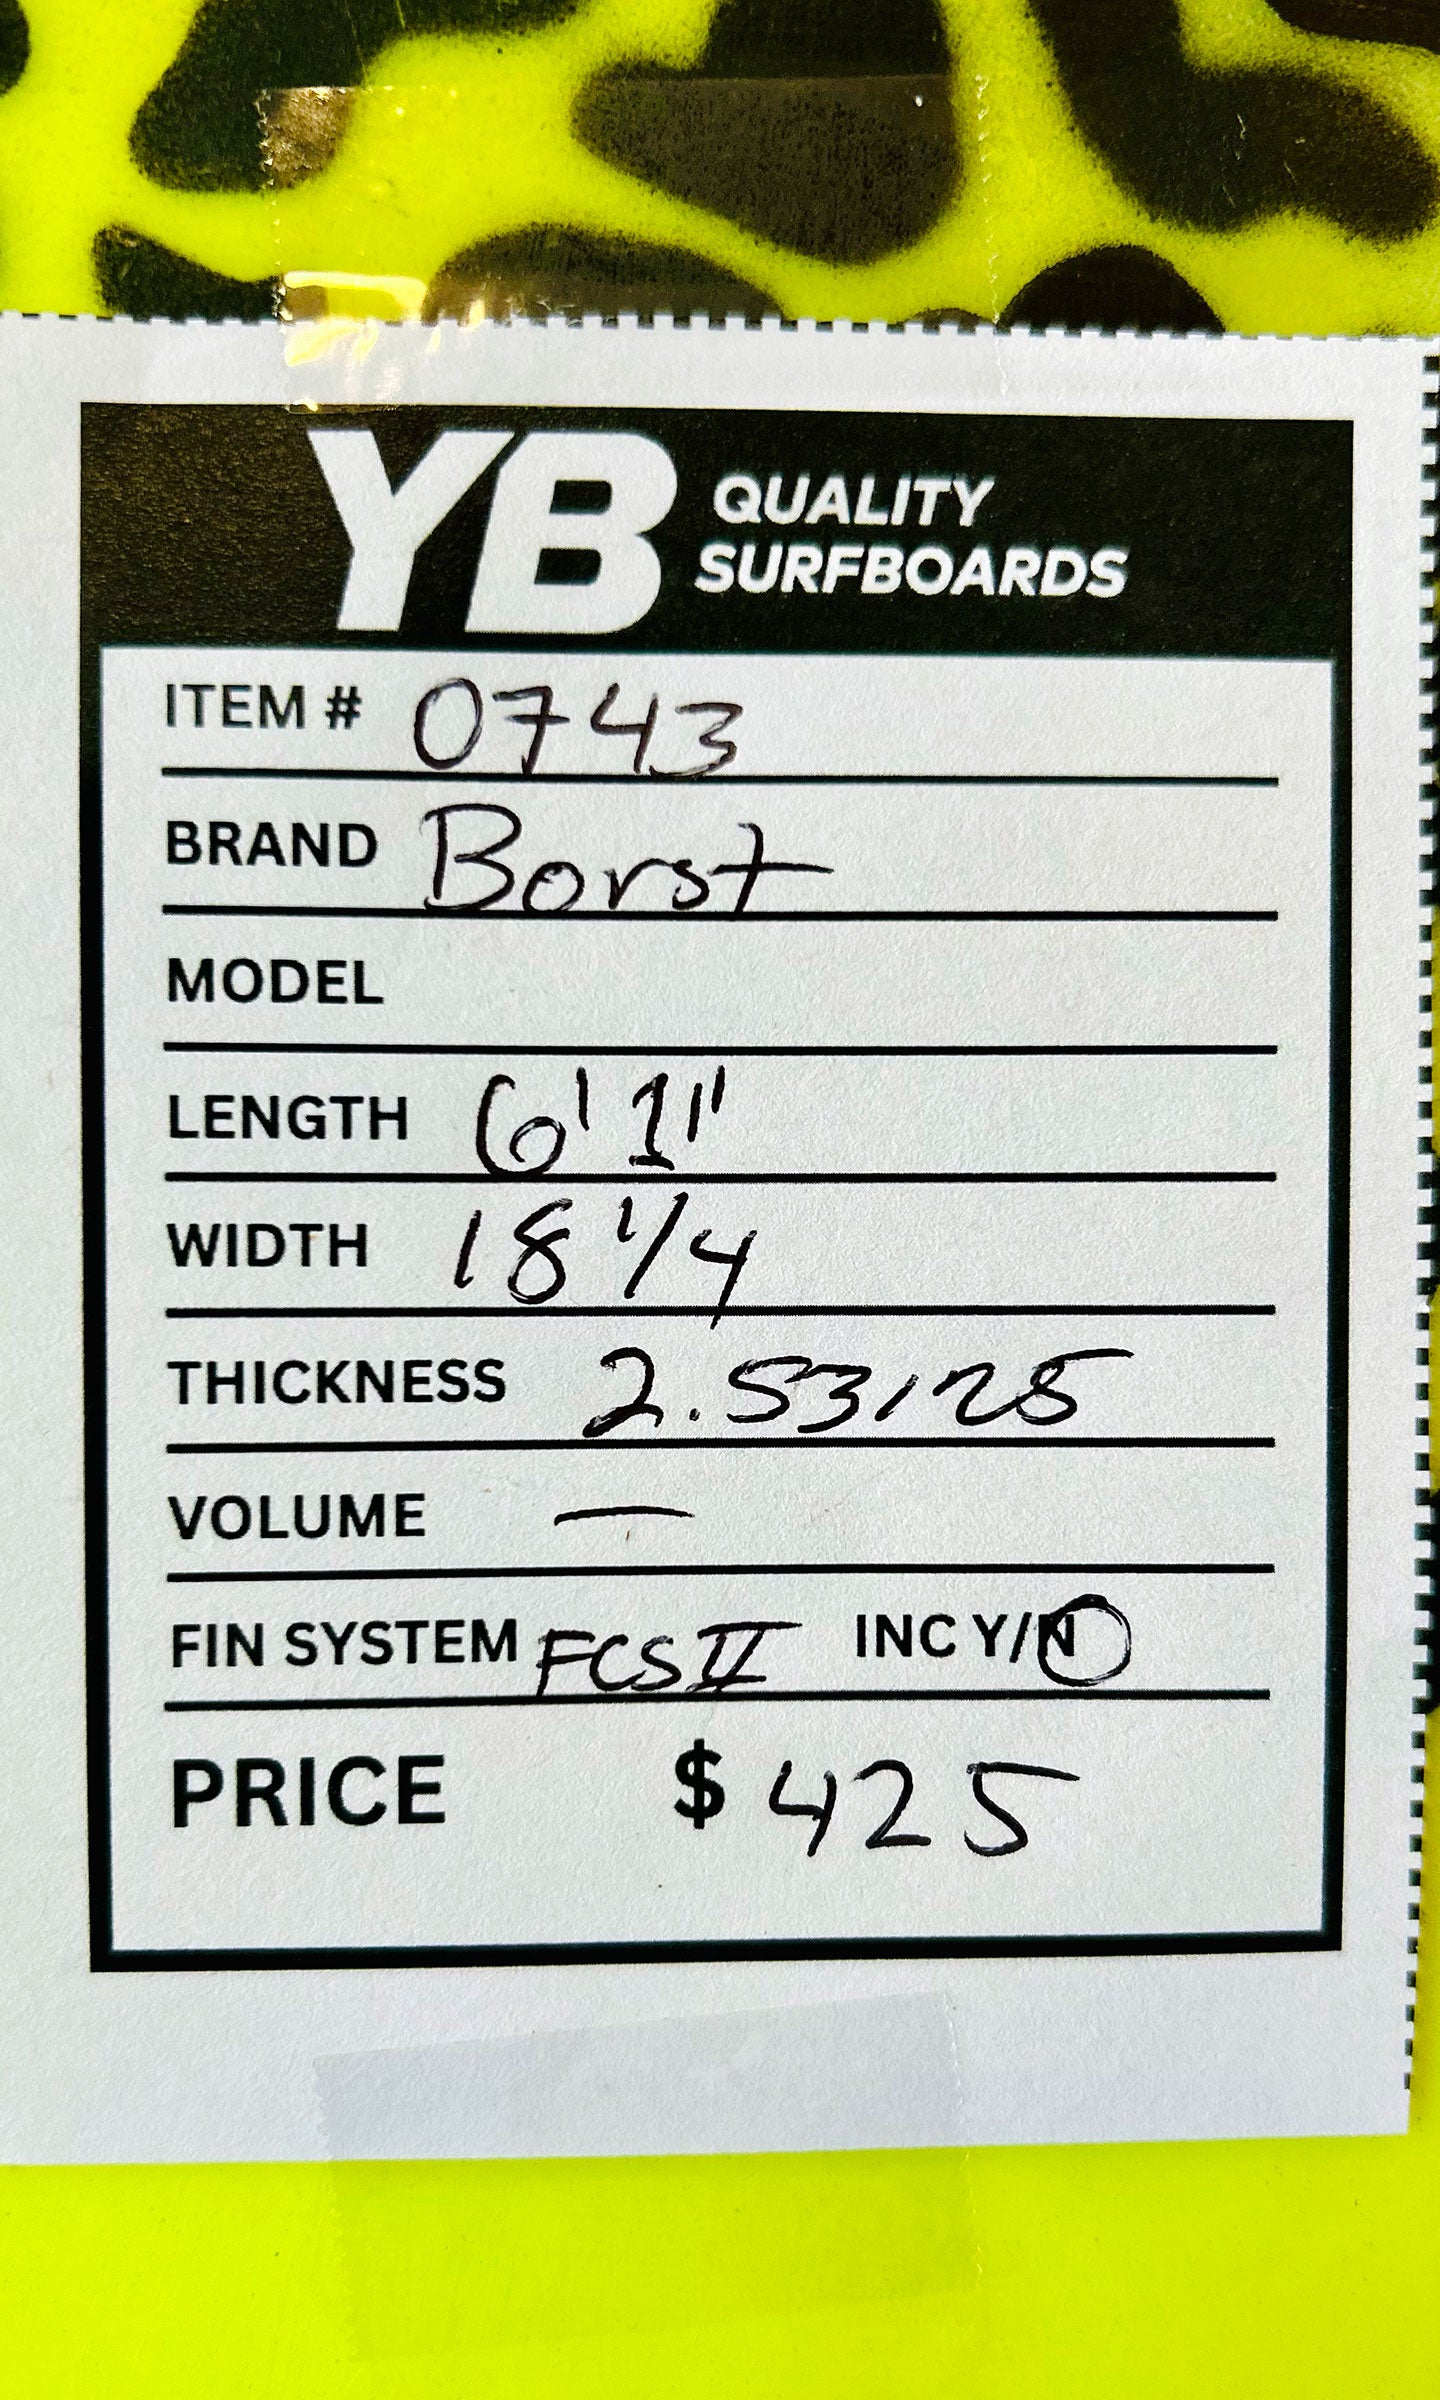 YB QUALITY
SURFBOARDS
ITEM # 0743
BRAND Borst
MODEL
LENGTH 6' 1"
WIDTH 18 1/4
THICKNESS 2.53125
VOLUME —
FIN SYSTEM FCS II INC Y/N
PRICE $ 425